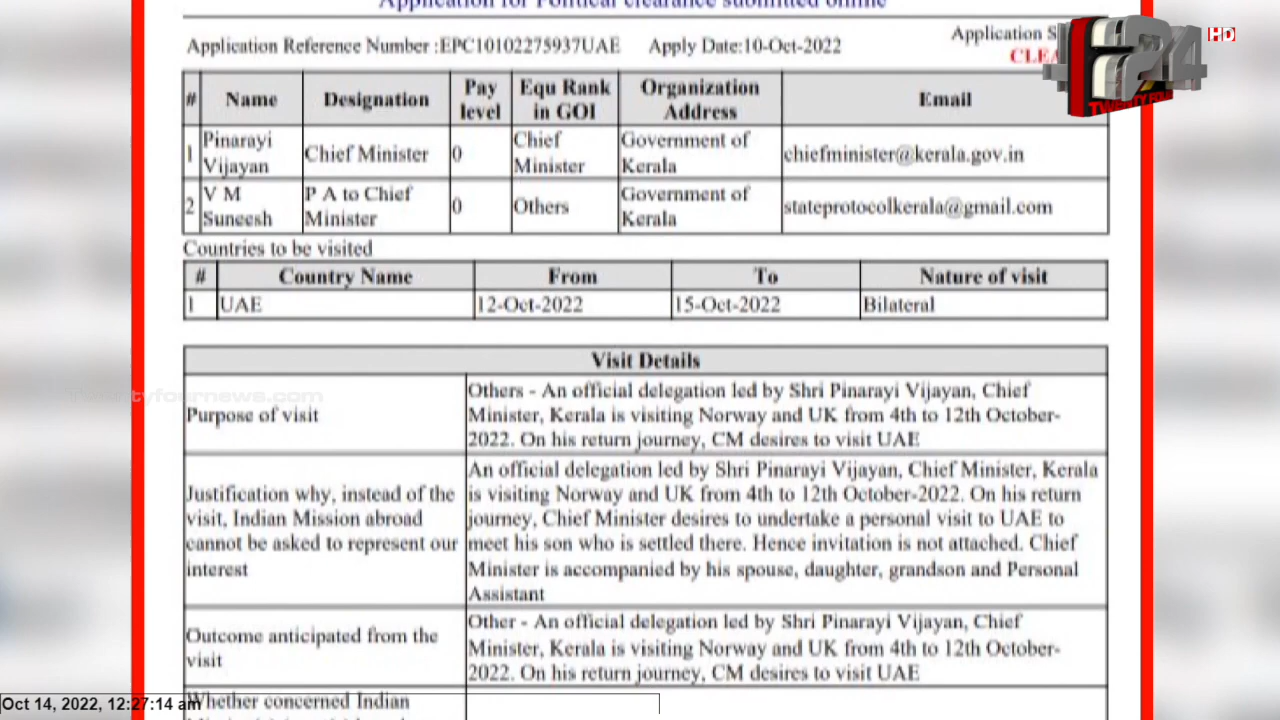 Application for Political clearance submitted online
Application Reference Number :EPC10102275937UAE Apply Date:10-Oct-2022 Application
24 HD
TWENTY FOUR
# Name Designation Pay level Equ Rank in GOI Organization Address Email
1 Pinarayi Vijayan Chief Minister 0 Chief Minister Government of Kerala chiefminister@kerala.gov.in
2 V M Suneesh P A to Chief Minister 0 Others Government of Kerala stateprotocolkerala@gmail.com
Countries to be visited
# Country Name From To Nature of visit
1 UAE 12-Oct-2022 15-Oct-2022 Bilateral
Visit Details
Purpose of visit
Others - An official delegation led by Shri Pinarayi Vijayan, Chief
Minister, Kerala is visiting Norway and UK from 4th to 12th October-
2022. On his return journey, CM desires to visit UAE
Twentyfournews.com
Justification why, instead of the
visit, Indian Mission abroad
cannot be asked to represent our
interest
An official delegation led by Shri Pinarayi Vijayan, Chief Minister, Kerala
is visiting Norway and UK from 4th to 12th October-2022. On his return
journey, Chief Minister desires to undertake a personal visit to UAE to
meet his son who is settled there. Hence invitation is not attached. Chief
Minister is accompanied by his spouse, daughter, grandson and Personal
Assistant
Outcome anticipated from the
visit
Other - An official delegation led by Shri Pinarayi Vijayan, Chief
Minister, Kerala is visiting Norway and UK from 4th to 12th October-
2022. On his return journey, CM desires to visit UAE
Whether concerned Indian
Oct 14, 2022, 12:27:14 am